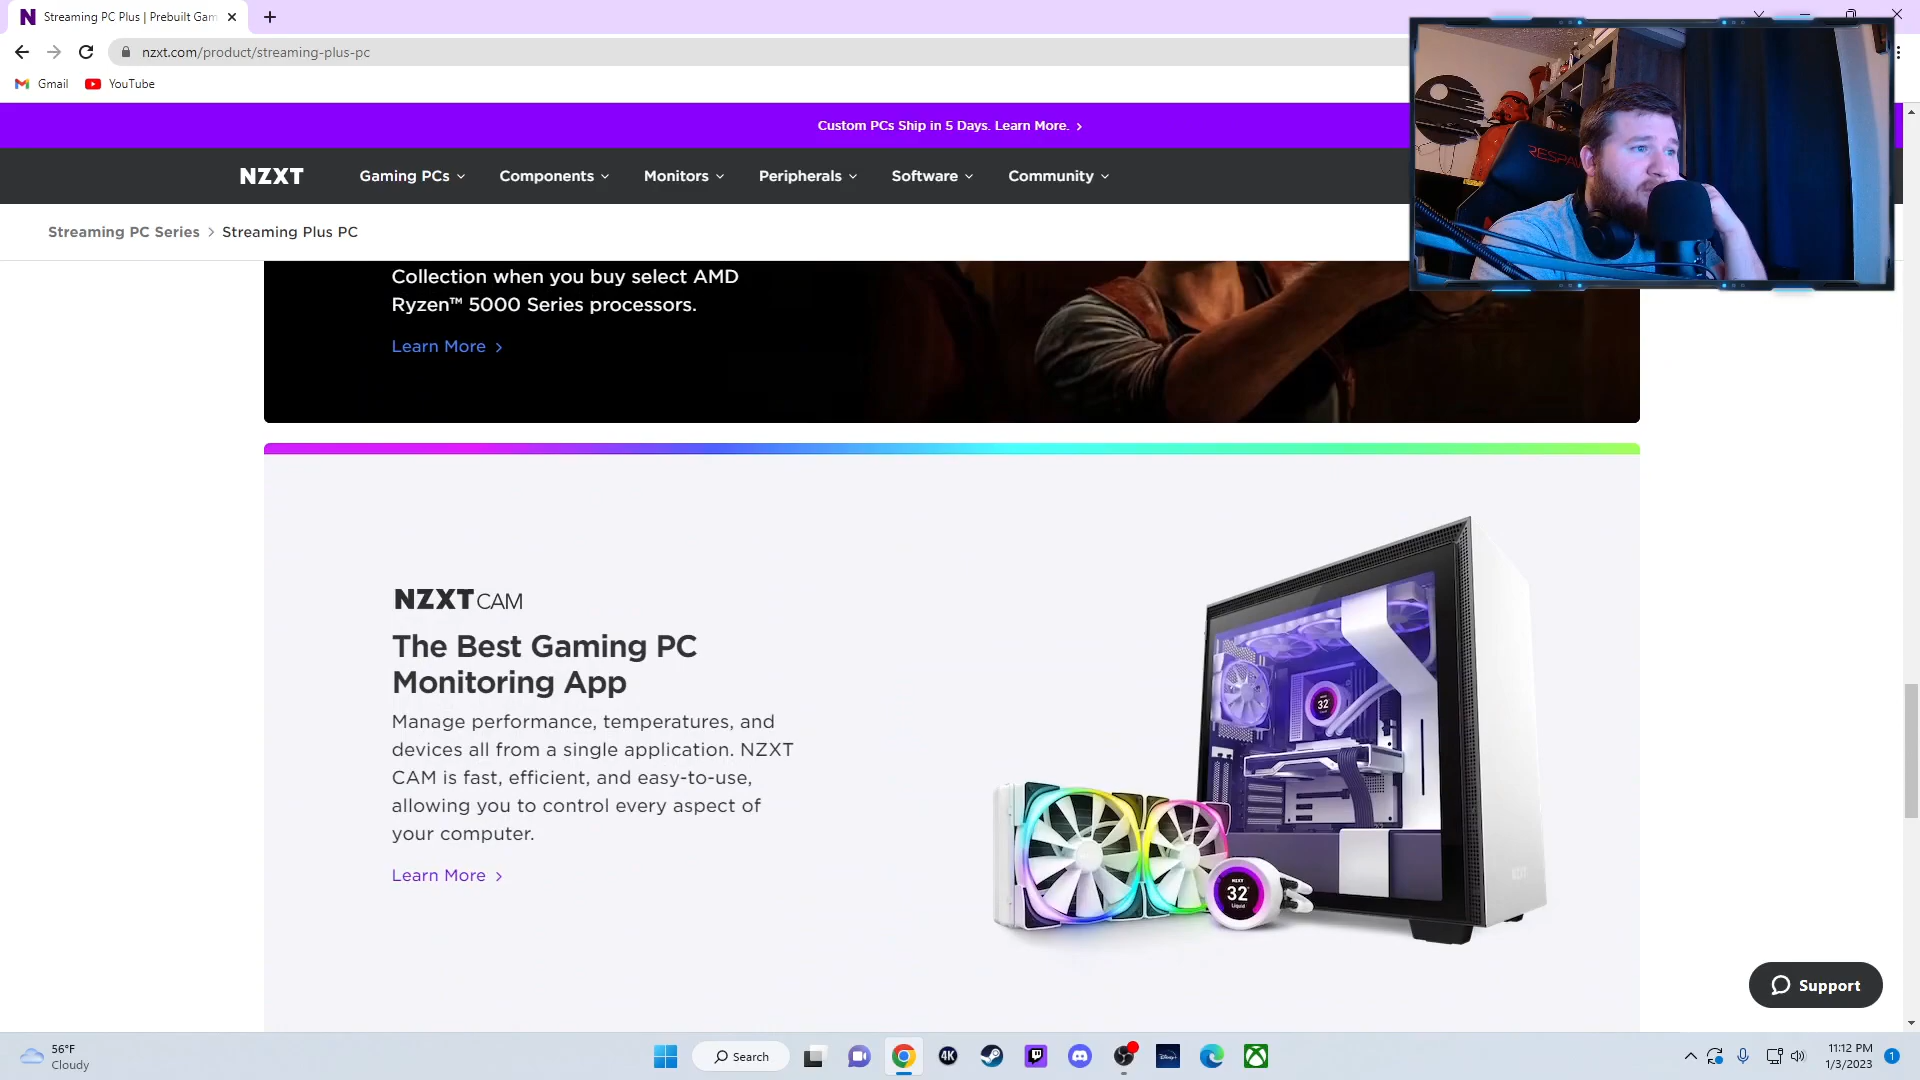 Streaming PC Plus | Prebuilt Gam
nzxt.com/product/streaming-plus-pc
Gmail
YouTube
Custom PCs Ship in 5 Days. Learn More.
NZXT
Gaming PCs
Components
Monitors
Peripherals
Software
Community
Streaming PC Series > Streaming Plus PC
Collection when you buy select AMD
Ryzen™ 5000 Series processors.
Learn More
NZXT CAM
The Best Gaming PC
Monitoring App
Manage performance, temperatures, and
devices all from a single application. NZXT
CAM is fast, efficient, and easy-to-use,
allowing you to control every aspect of
your computer.
Learn More
32°
NZXT
32°
Liquid
Support
56°F
Cloudy
Search
4K
Disney+
11:12 PM
1/3/2023
1